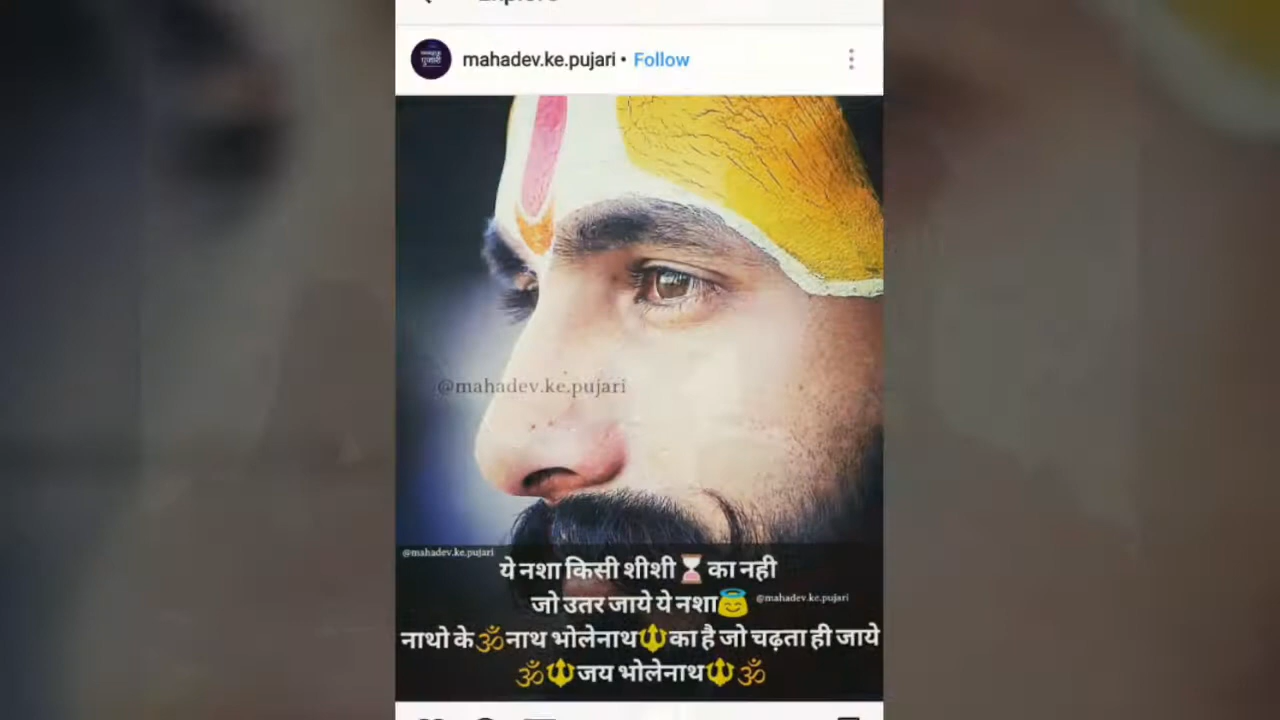 mahadev.ke.pujari • Follow
@mahadev.ke.pujari
@mahadev.ke.pujari
ये नशा किसी शीशी⏳का नही
जो उतर जाये ये नशा😇 @mahadev.ke.pujari
नाथो के🕉नाथ भोलेनाथ🔱का है जो चढ़ता ही जाये
🕉🔱जय भोलेनाथ🔱🕉